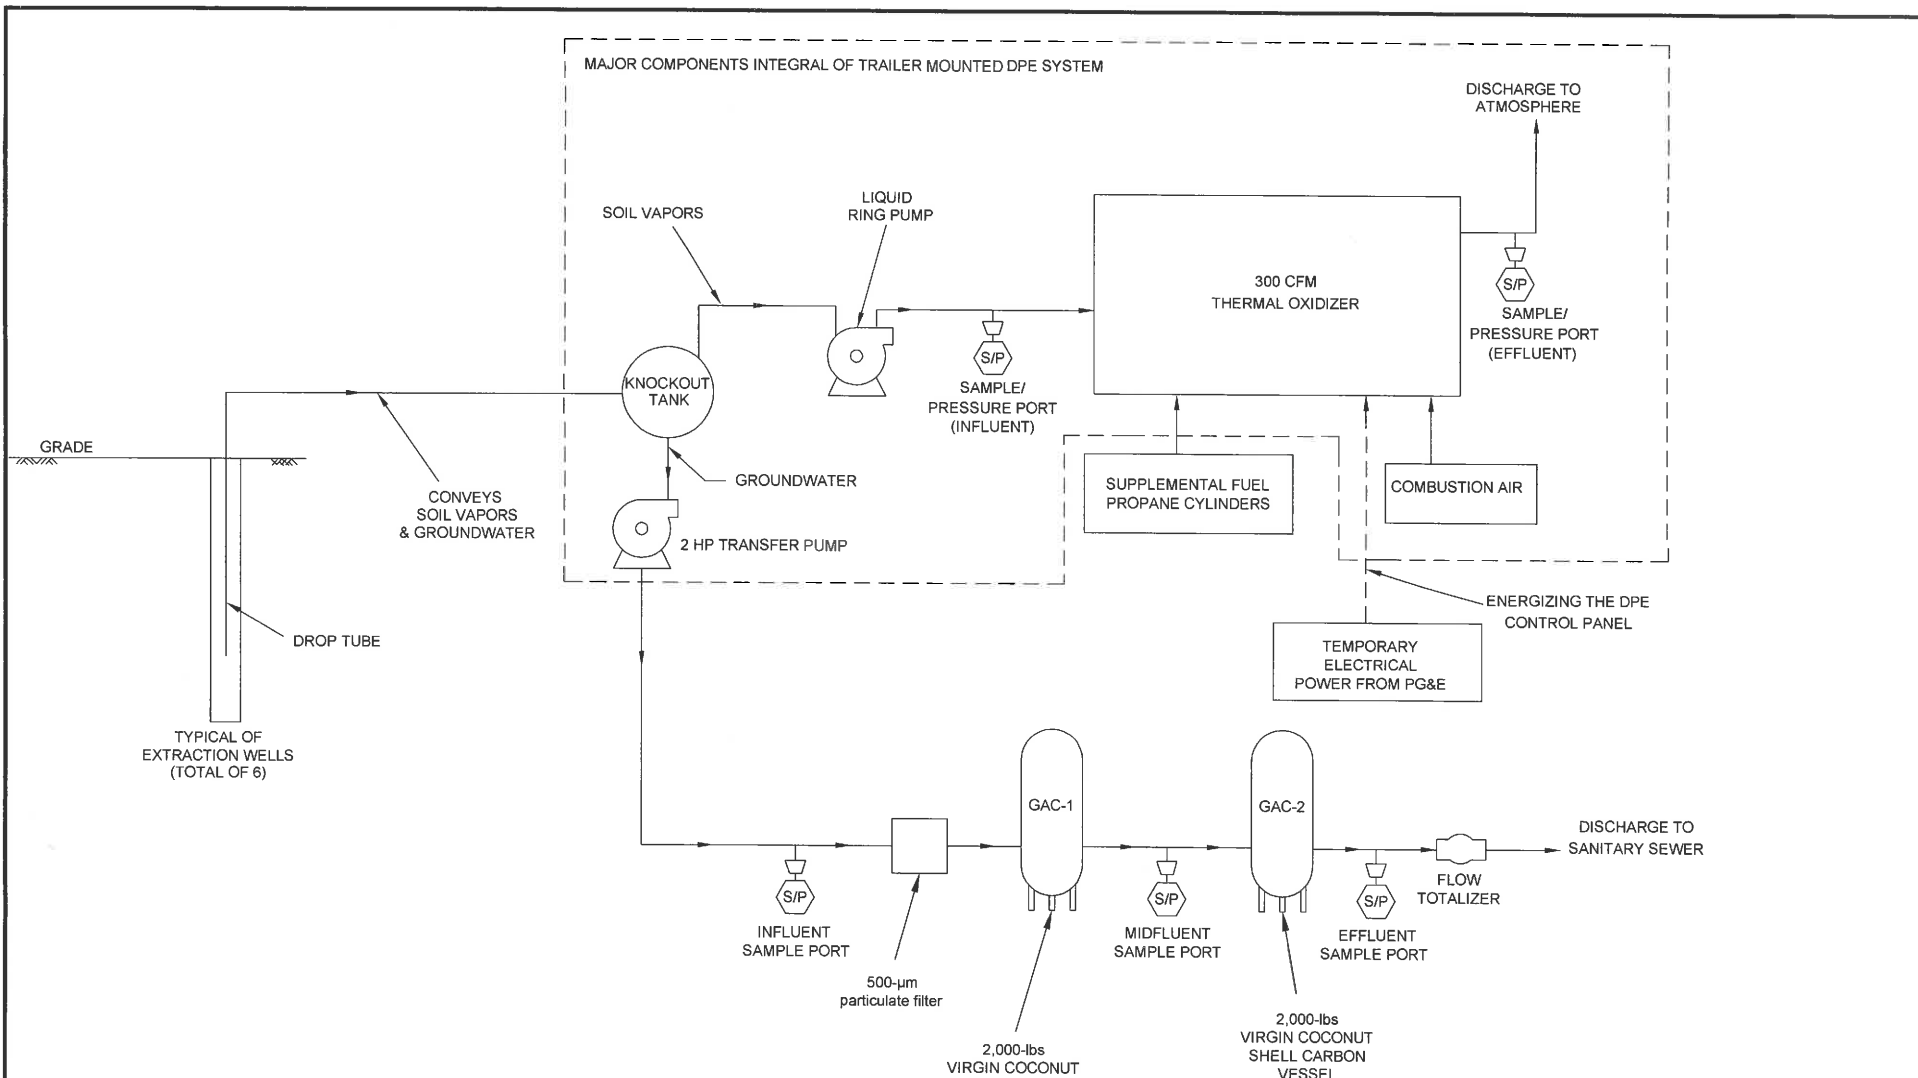 MAJOR COMPONENTS INTEGRAL OF TRAILER MOUNTED DPE SYSTEM
DISCHARGE TO
ATMOSPHERE
SOIL VAPORS
LIQUID
RING PUMP
300 CFM
THERMAL OXIDIZER
S/P
SAMPLE/
PRESSURE PORT
(EFFLUENT)
S/P
SAMPLE/
PRESSURE PORT
(INFLUENT)
KNOCKOUT
TANK
GRADE
CONVEYS
SOIL VAPORS
& GROUNDWATER
GROUNDWATER
SUPPLEMENTAL FUEL
PROPANE CYLINDERS
COMBUSTION AIR
2 HP TRANSFER PUMP
DROP TUBE
ENERGIZING THE DPE
CONTROL PANEL
TEMPORARY
ELECTRICAL
POWER FROM PG&E
TYPICAL OF
EXTRACTION WELLS
(TOTAL OF 6)
GAC-1
GAC-2
DISCHARGE TO
SANITARY SEWER
S/P
INFLUENT
SAMPLE PORT
S/P
MIDFLUENT
SAMPLE PORT
S/P
EFFLUENT
SAMPLE PORT
FLOW
TOTALIZER
500-µm
particulate filter
2,000-lbs
VIRGIN COCONUT
2,000-lbs
VIRGIN COCONUT
SHELL CARBON
VESSEL